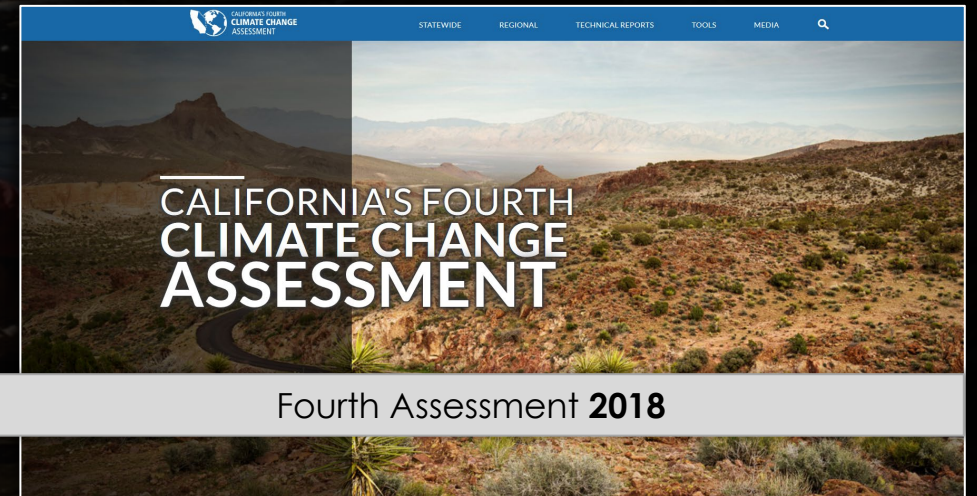 CALIFORNIA'S FOURTH
CLIMATE CHANGE
ASSESSMENT
STATEWIDE REGIONAL TECHNICAL REPORTS TOOLS MEDIA
CALIFORNIA'S FOURTH
CLIMATE CHANGE
ASSESSMENT
Fourth Assessment 2018